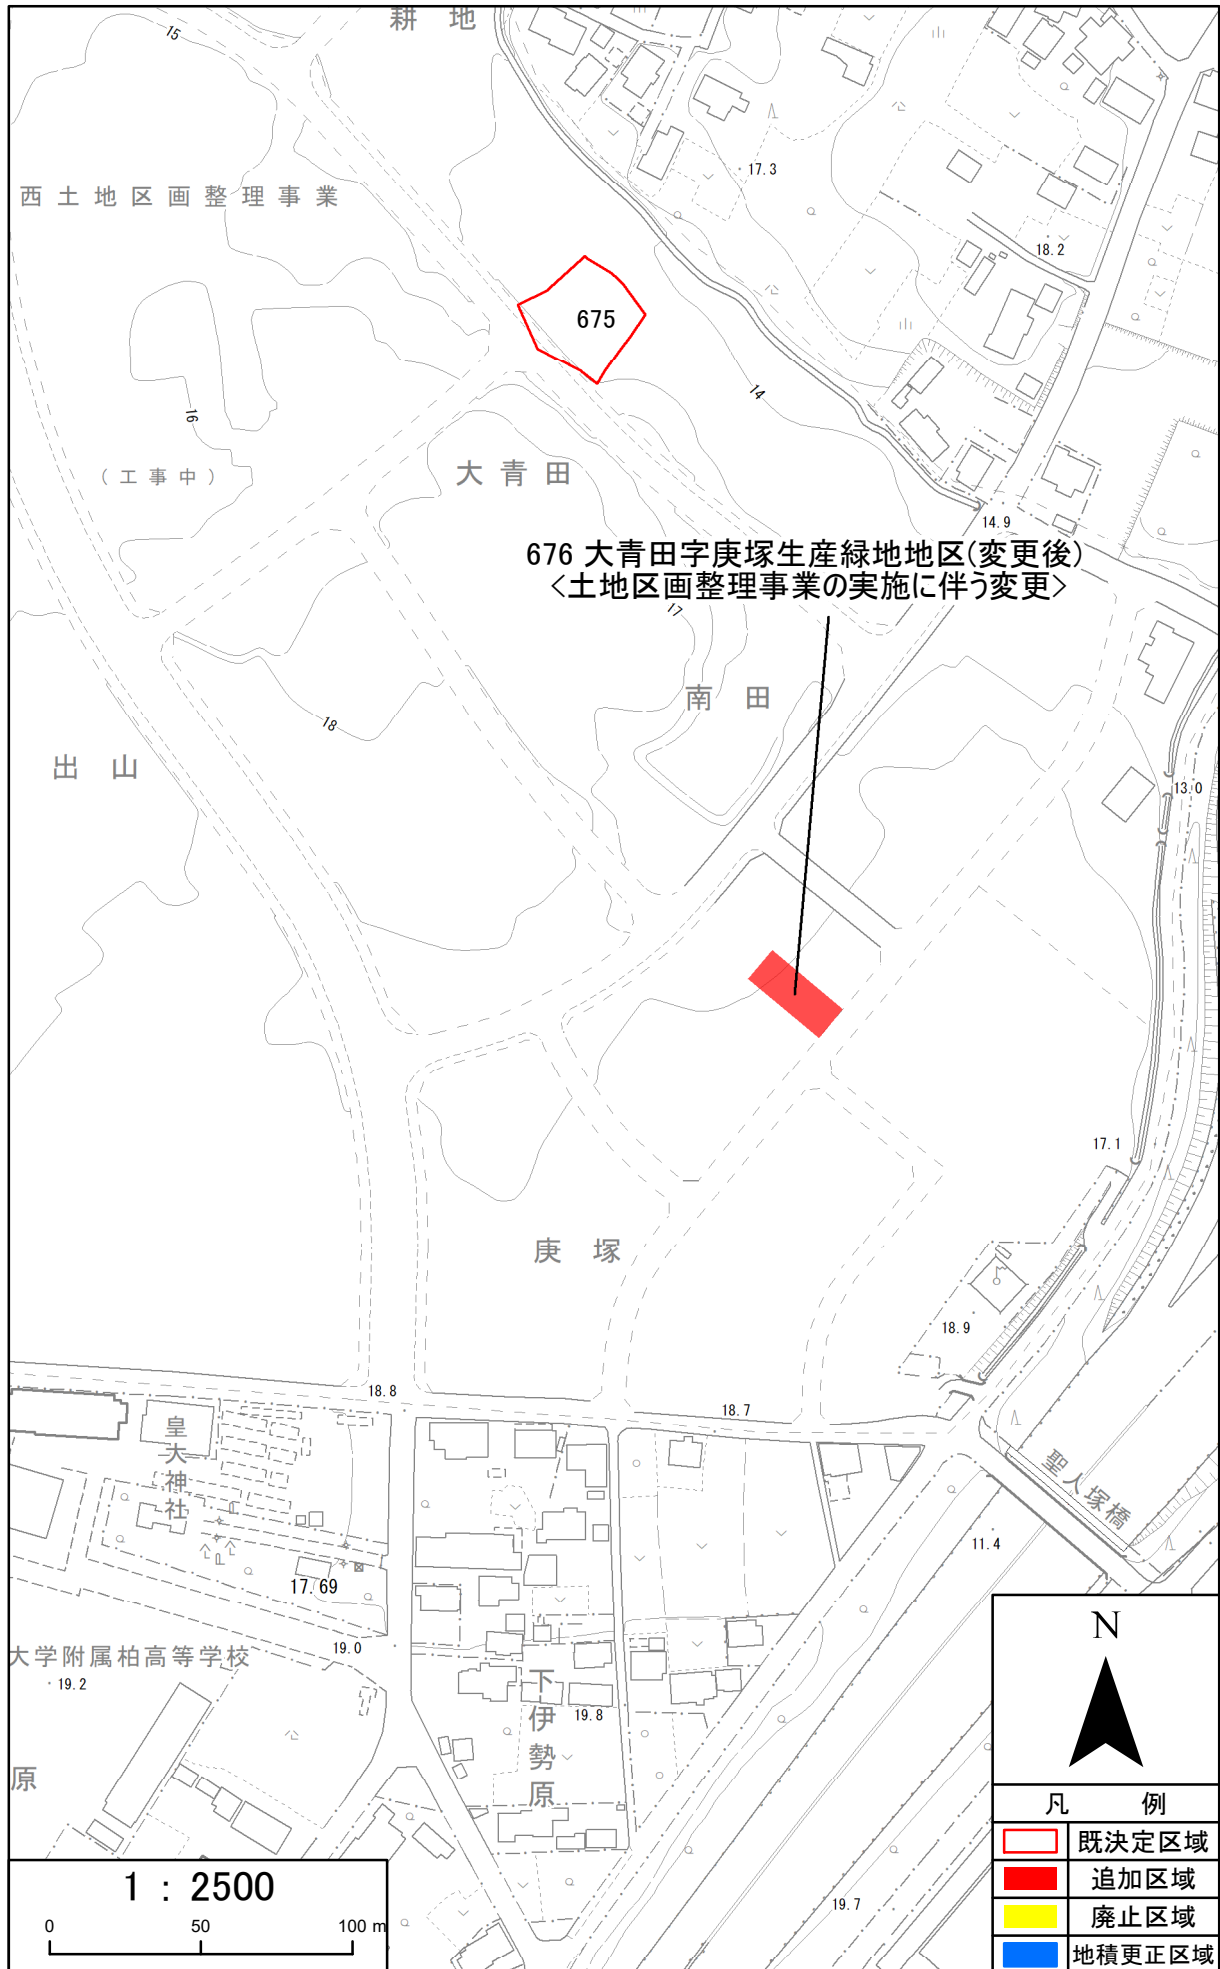 耕地
15
17.3
西土地区画整理事業
18.2
675
14
16
(工事中)
大青田
14.9
676 大青田字庚塚生産緑地地区(変更後)
<土地区画整理事業の実施に伴う変更>
17
南田
18
出山
13.0
17.1
庚塚
18.9
18.8
18.7
皇大神社
聖人塚橋
11.4
17.69
19.0
大学附属柏高等学校
19.2
下伊勢原
19.8
原
19.7
N
凡例
既決定区域
追加区域
廃止区域
地積更正区域
1 : 2500
0 50 100 m